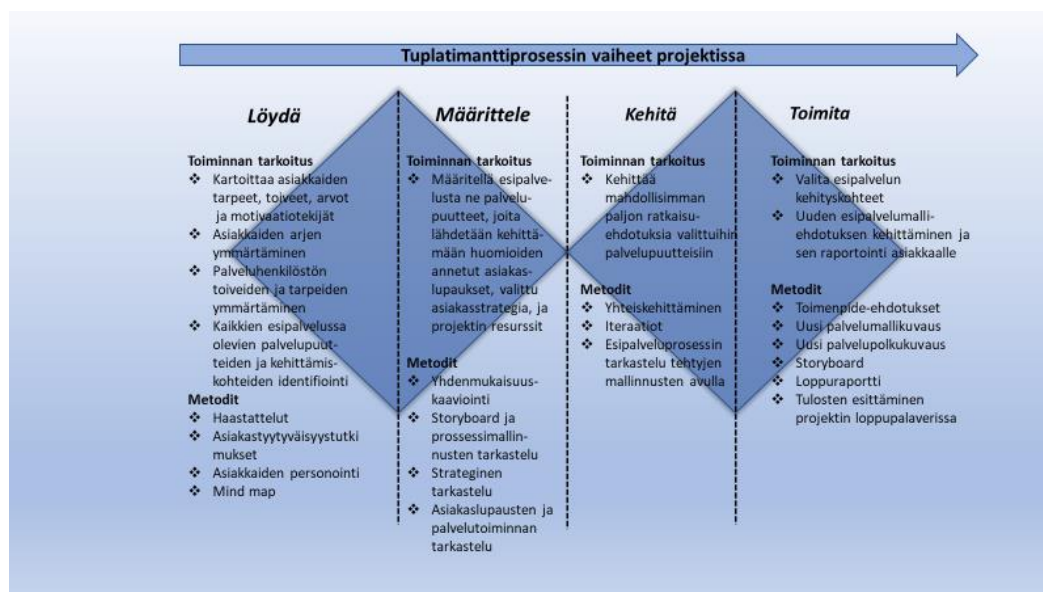 Tuplatimanttiprosessin vaiheet projektissa
Löydä
Toiminnan tarkoitus
❖ Kartoittaa asiakkaiden
tarpeet, toiveet, arvot
ja motivaatiotekijät
❖ Asiakkaiden arjen
ymmärtäminen
❖ Palveluhenkilöstön
toiveiden ja tarpeiden
ymmärtäminen
❖ Kaikkien esipalvelussa
olevien palvelupuut-
teiden ja kehittämis-
kohteiden identifiointi
Metodit
❖ Haastattelut
❖ Asiakastyytyväisyystutki
mukset
❖ Asiakkaiden personointi
❖ Mind map
Määrittele
Toiminnan tarkoitus
❖ Määritellä esipalve-
lusta ne palvelu-
puutteet, joita
lähdetään kehittä-
mään huomioiden
annetut asiakas-
lupaukset, valittu
asiakasstrategia, ja
projektin resurssit
Metodit
❖ Yhdenmukaisuus-
kaaviointi
❖ Storyboard ja
prossessimallin-
nusten tarkastelu
❖ Strateginen
tarkastelu
❖ Asiakaslupausten ja
palvelutoiminnan
tarkastelu
Kehitä
Toiminnan tarkoitus
❖ Kehittää
mahdollisimman
paljon ratkaisu-
ehdotuksia valittuihin
palvelupuutteisiin
Metodit
❖ Yhteiskehittäminen
❖ Iteraatiot
❖ Esipalveluprosessin
tarkastelu tehtyjen
mallinnusten avulla
Toimita
Toiminnan tarkoitus
❖ Valita esipalvelun
kehityskohteet
❖ Uuden esipalvelumalli-
ehdotuksen kehittäminen ja
sen raportointi asiakkaalle
Metodit
❖ Toimenpide-ehdotukset
❖ Uusi palvelumallikuvaus
❖ Uusi palvelupolkukuvaus
❖ Storyboard
❖ Loppuraportti
❖ Tulosten esittäminen
projektin loppupalaverissa